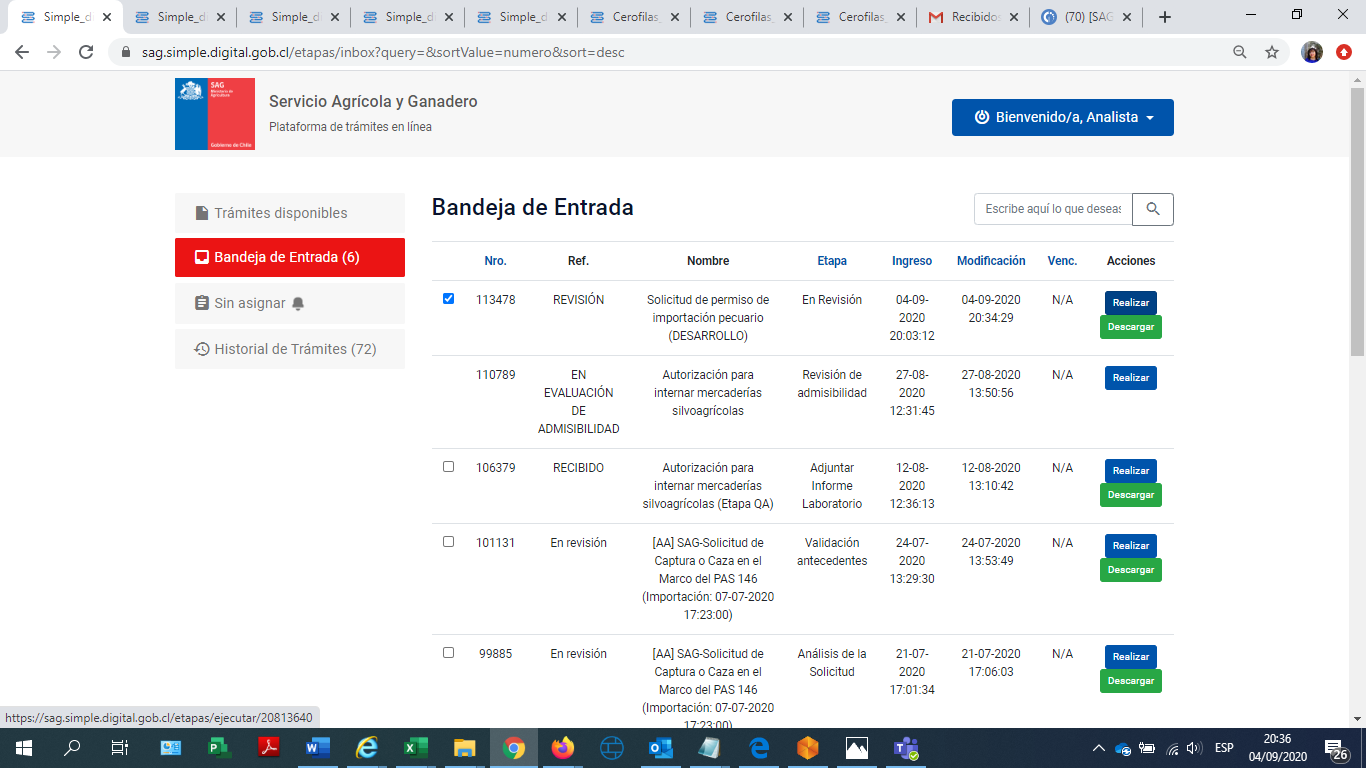 Simple_d
Simple_d
Simple_d
Simple_d
Simple_d
Cerofilas_
Cerofilas_
Cerofilas_
Recibidos
(70) [SAG
sag.simple.digital.gob.cl/etapas/inbox?query=&sortValue=numero&sort=desc
SAG
Ministerio de
Agricultura
Gobierno de Chile
Servicio Agrícola y Ganadero
Plataforma de trámites en línea
Bienvenido/a, Analista
Trámites disponibles
Bandeja de Entrada (6)
Sin asignar
Historial de Trámites (72)
Bandeja de Entrada
Escribe aquí lo que deseas
Nro. Ref. Nombre Etapa Ingreso Modificación Venc. Acciones
113478 REVISIÓN Solicitud de permiso de En Revisión 04-09- 04-09-2020 N/A Realizar
importación pecuario 2020 20:34:29 Descargar
(DESARROLLO) 20:03:12
110789 EN Autorización para Revisión de 27-08- 27-08-2020 N/A Realizar
EVALUACIÓN internar mercaderías admisibilidad 2020 13:50:56
DE silvoagrícolas 12:31:45
ADMISIBILIDAD
106379 RECIBIDO Autorización para Adjuntar 12-08- 12-08-2020 N/A Realizar
internar mercaderías Informe 2020 13:10:42 Descargar
silvoagrícolas (Etapa QA) Laboratorio 12:36:13
101131 En revisión [AA] SAG-Solicitud de Validación 24-07- 24-07-2020 N/A Realizar
Captura o Caza en el antecedentes 2020 13:53:49 Descargar
Marco del PAS 146 13:29:30
(Importación: 07-07-2020
17:23:00)
99885 En revisión [AA] SAG-Solicitud de Análisis de la 21-07- 21-07-2020 N/A Realizar
Captura o Caza en el Solicitud 2020 17:06:03 Descargar
Marco del PAS 146 17:01:34
(Importación: 07-07-2020
17:23:00)
https://sag.simple.digital.gob.cl/etapas/ejecutar/20813640
ESP
20:36
04/09/2020
26